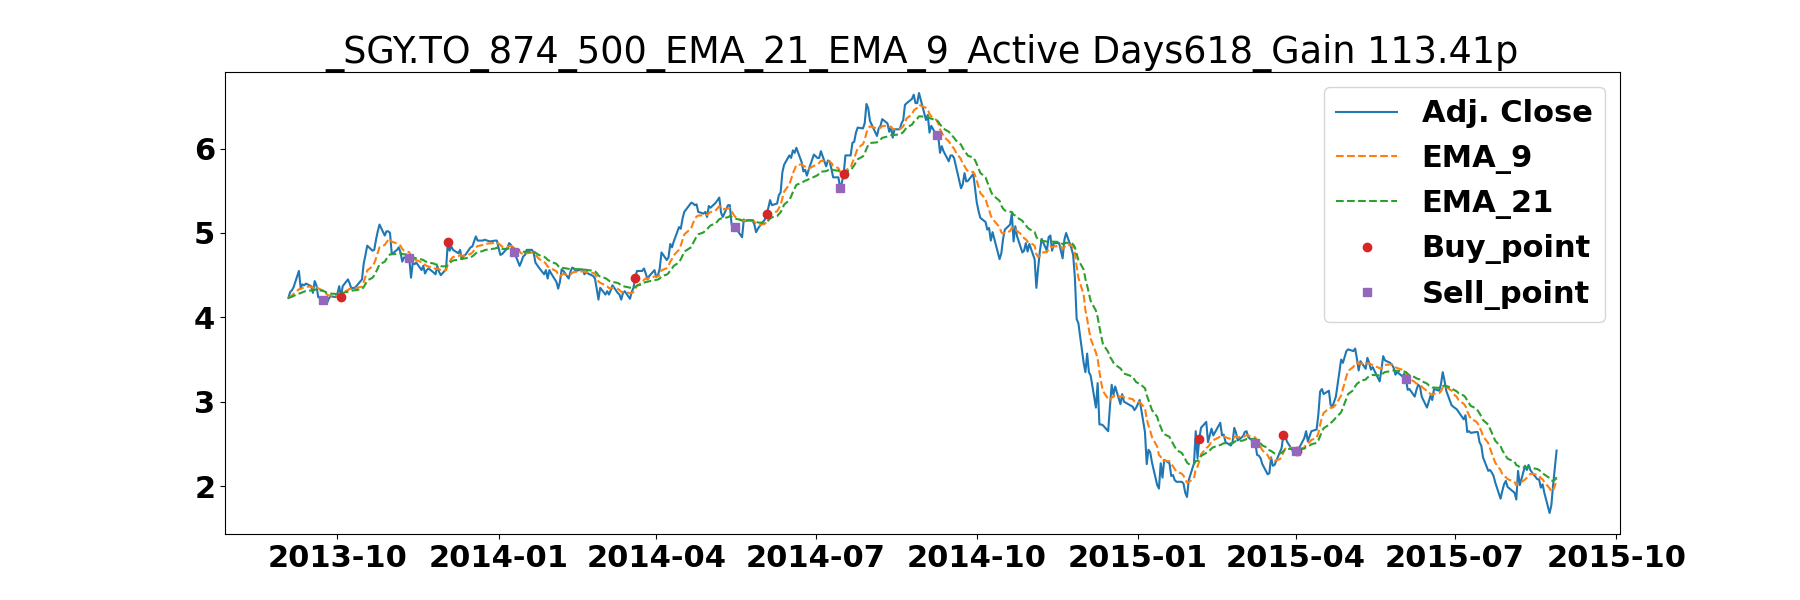 _SGY.TO_874_500_EMA_21_EMA_9_Active Days618_Gain 113.41p
Adj. Close
EMA_9
EMA_21
Buy_point
Sell_point
6
5
4
3
2
2013-10 2014-01 2014-04 2014-07 2014-10 2015-01 2015-04 2015-07 2015-10